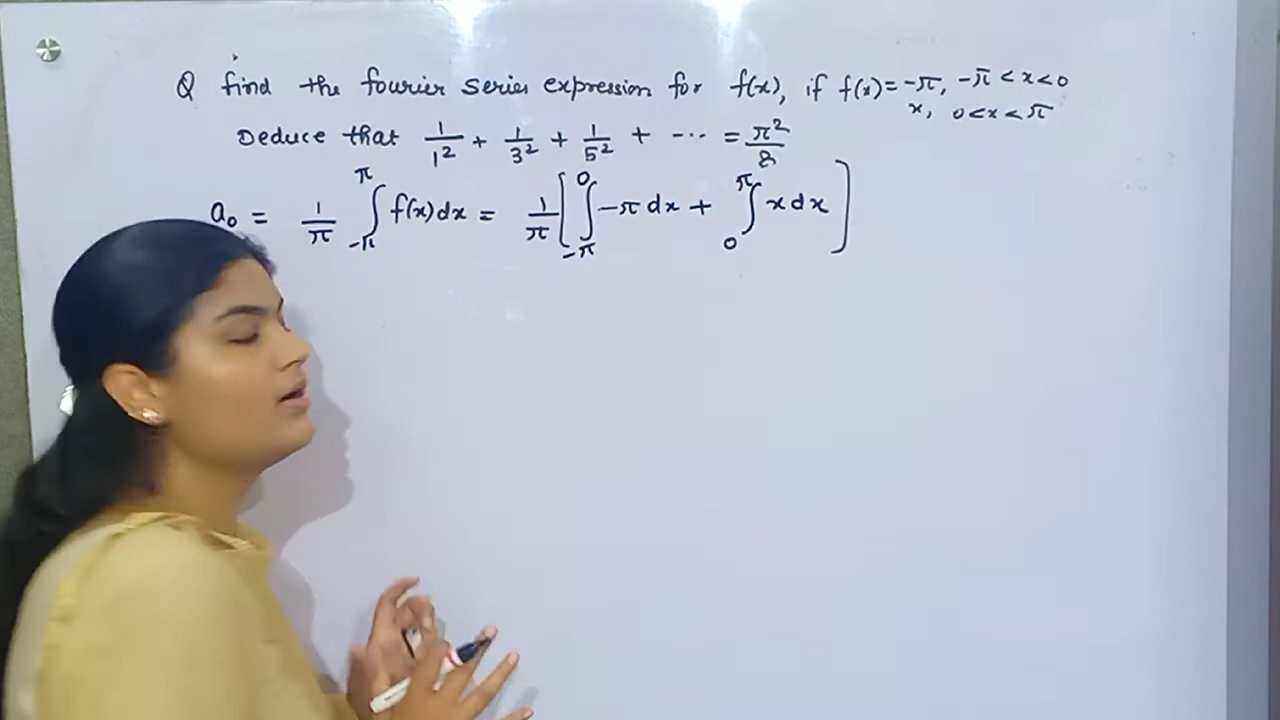 Q find the fourier series expression for f(x), if f(x)= -π, -π < x < 0
x, 0 < x < π
Deduce that 1/1² + 1/3² + 1/5² + --- = π²/8
a₀ = 1/π ∫_{-π}^{π} f(x)dx = 1/π [ ∫_{-π}^{0} -π dx + ∫_{0}^{π} x dx ]